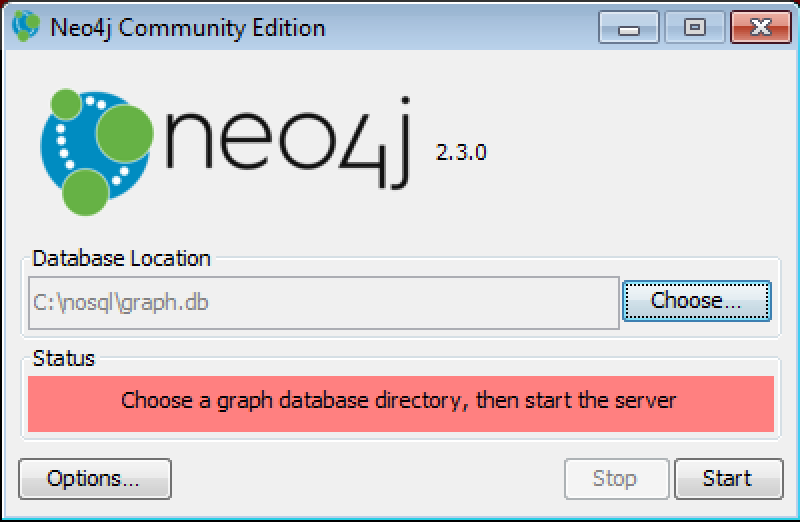 Neo4j Community Edition
neo4j 2.3.0
Database Location
C:\nosql\graph.db
Choose...
Status
Choose a graph database directory, then start the server
Options...
Stop
Start